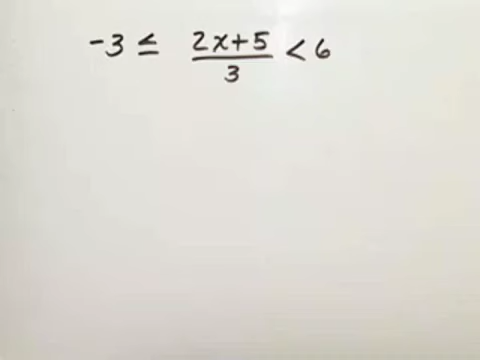 -3 ≤ (2x+5)/3 < 6